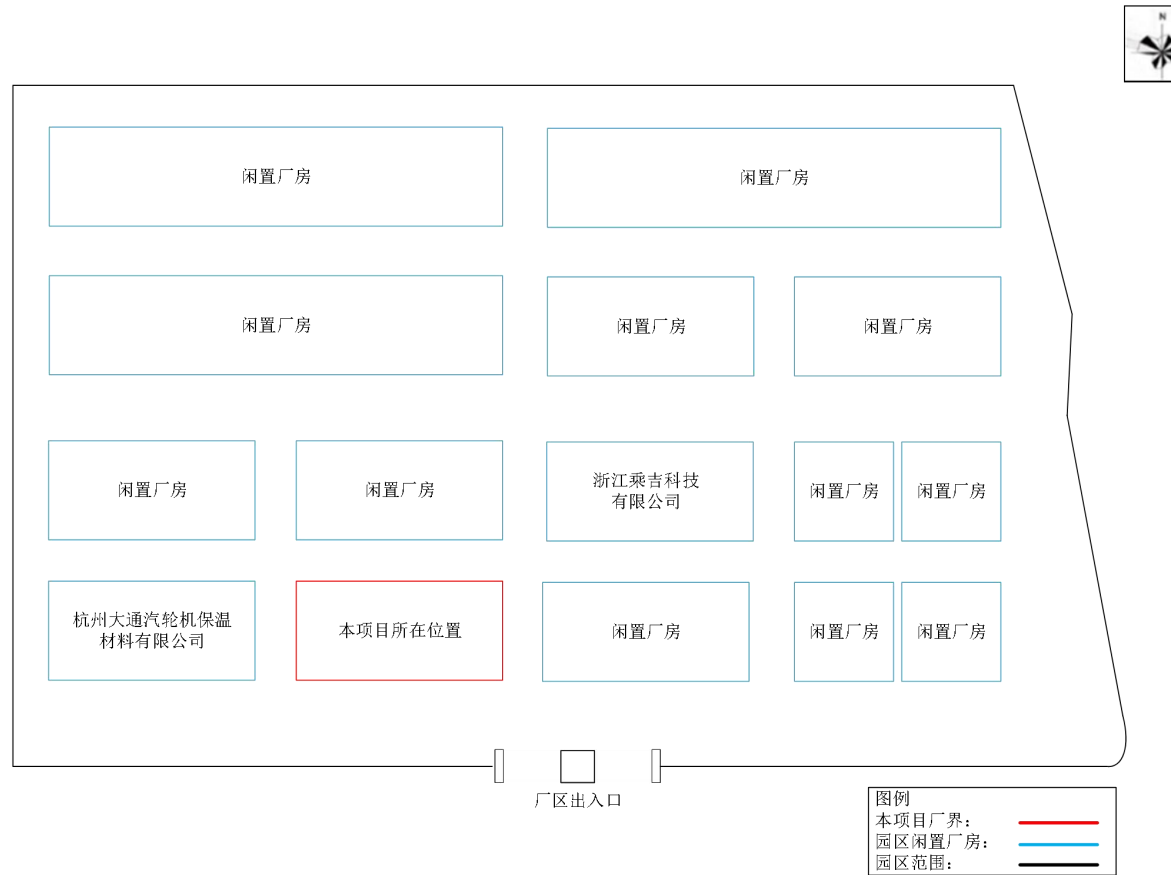 N
闲置厂房
闲置厂房
闲置厂房
闲置厂房
闲置厂房
闲置厂房
闲置厂房
浙江乘吉科技
有限公司
闲置厂房
闲置厂房
杭州大通汽轮机保温
材料有限公司
本项目所在位置
闲置厂房
闲置厂房
闲置厂房
厂区出入口
图例
本项目厂界：
园区闲置厂房：
园区范围：